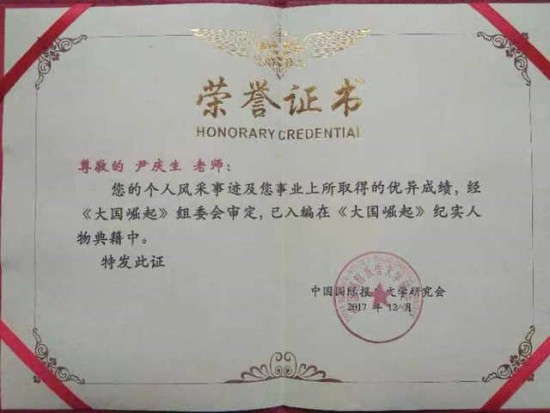 荣誉证书
HONORARY CREDENTIAL
尊敬的 尹庆生 老师：
您的个人风采事迹及您事业上所取得的优异成绩，经
《大国崛起》组委会审定，已入编在《大国崛起》纪实人
物典籍中。
特发此证
中国国际报告文学研究会
2017 年 12 月